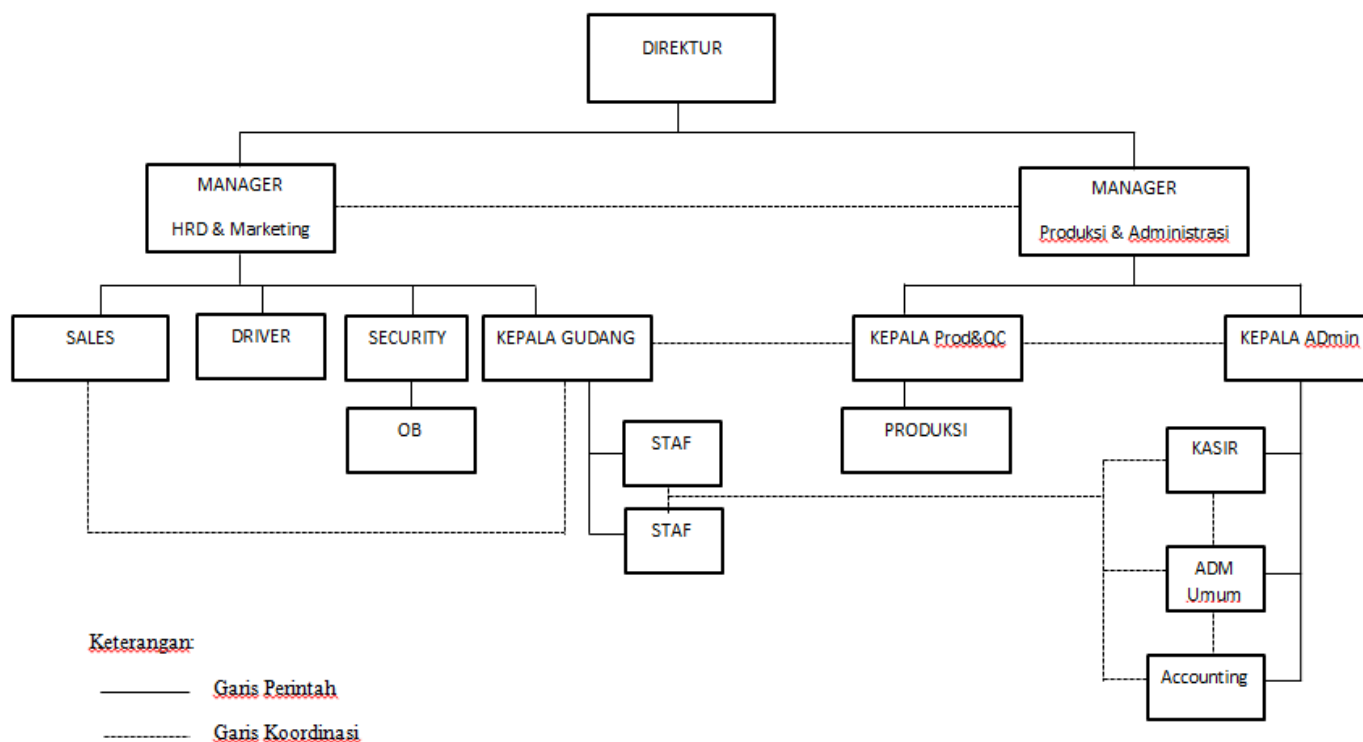 DIREKTUR
MANAGER
HRD & Marketing
MANAGER
Produksi & Administrasi
SALES
DRIVER
SECURITY
KEPALA GUDANG
KEPALA Prod&QC
KEPALA ADmin
OB
STAF
PRODUKSI
KASIR
STAF
ADM
Umum
Accounting
Keterangan:
Garis Perintah
Garis Koordinasi